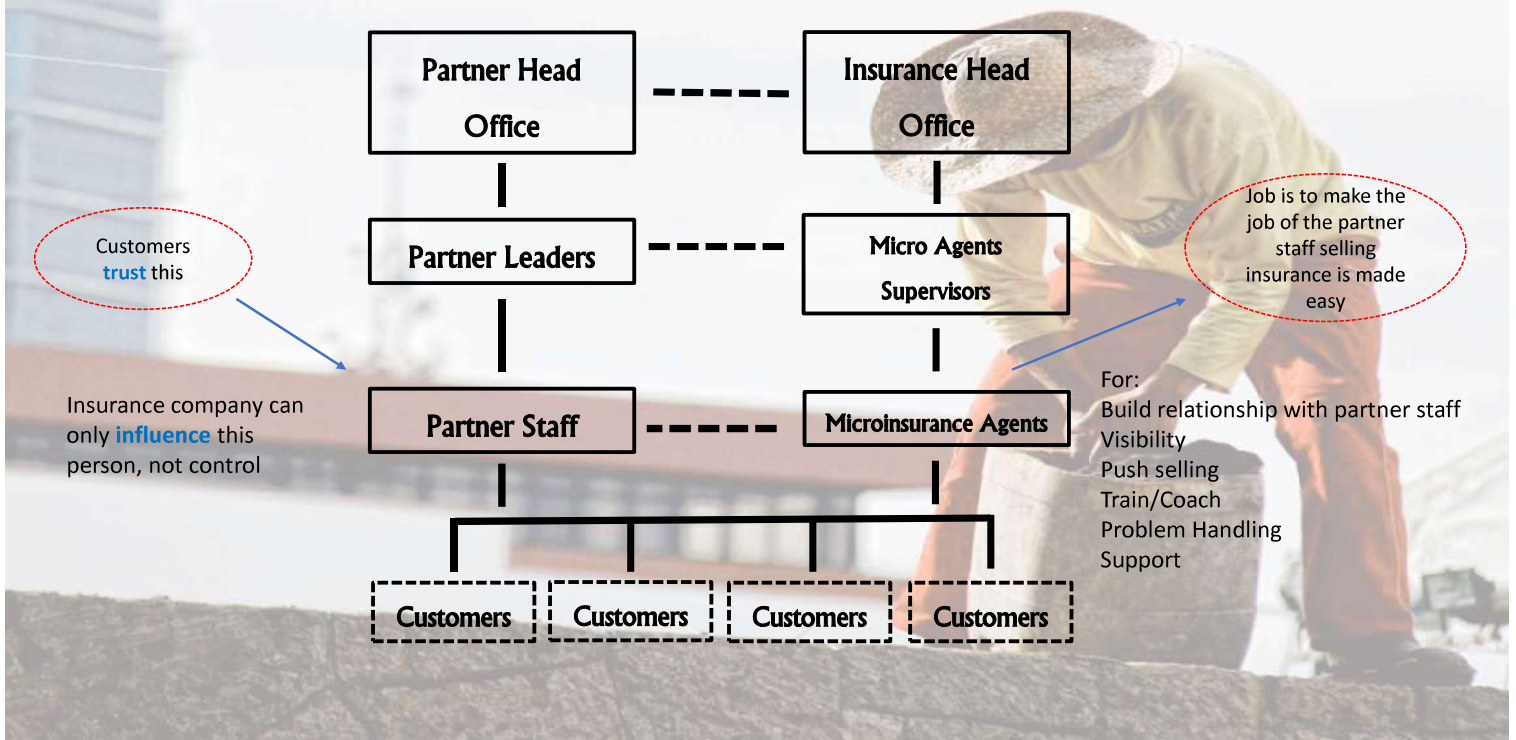 Partner Head
Office
Insurance Head
Office
Customers
trust this
Partner Leaders
Micro Agents
Supervisors
Job is to make the
job of the partner
staff selling
insurance is made
easy
Insurance company can
only influence this
person, not control
Partner Staff
Microinsurance Agents
For:
Build relationship with partner staff
Visibility
Push selling
Train/Coach
Problem Handling
Support
Customers
Customers
Customers
Customers